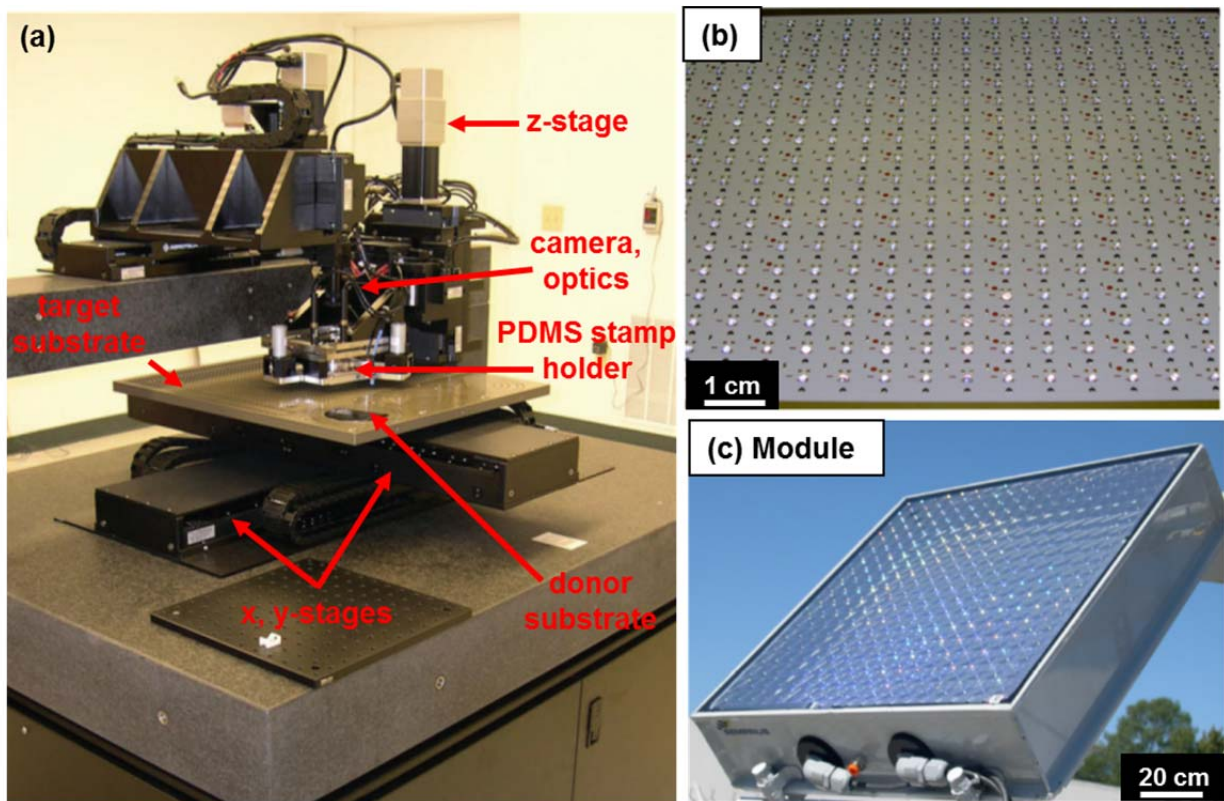 (a)
z-stage
camera,
optics
target
substrate
PDMS stamp
holder
x, y-stages
donor
substrate
(b)
1 cm
(c) Module
20 cm